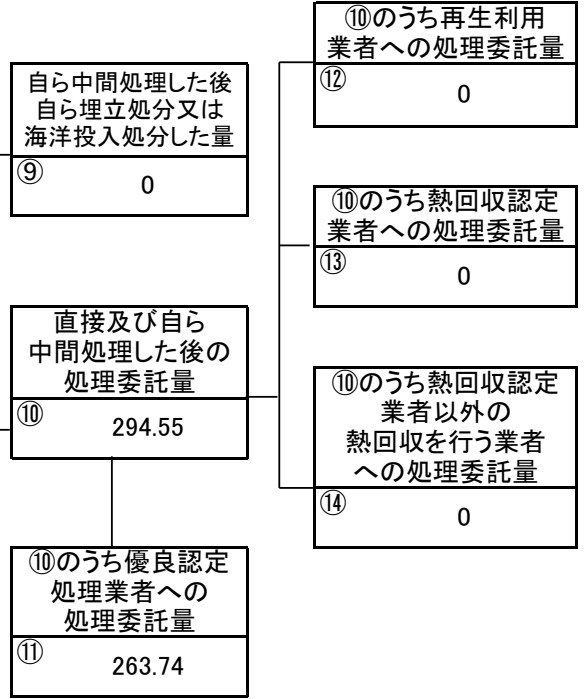 自ら中間処理した後
自ら埋立処分又は
海洋投入処分した量
⑨
0
直接及び自ら
中間処理した後の
処理委託量
⑩
294.55
⑩のうち優良認定
処理業者への
処理委託量
⑪
263.74
⑩のうち再生利用
業者への処理委託量
⑫
0
⑩のうち熱回収認定
業者への処理委託量
⑬
0
⑩のうち熱回収認定
業者以外の
熱回収を行う業者
への処理委託量
⑭
0